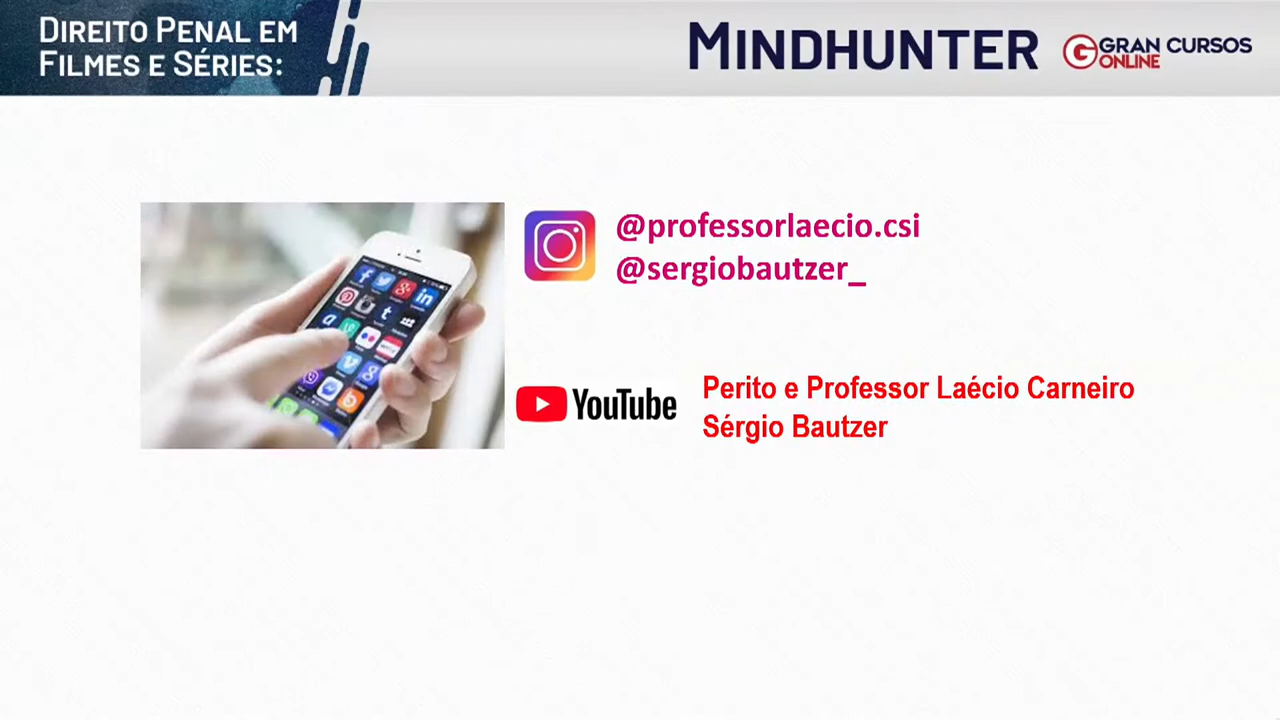 DIREITO PENAL EM
FILMES E SÉRIES:
MINDHUNTER
GRAN CURSOS
ONLINE
@professorlaecio.csi
@sergiobautzer_
YouTube
Perito e Professor Laécio Carneiro
Sérgio Bautzer